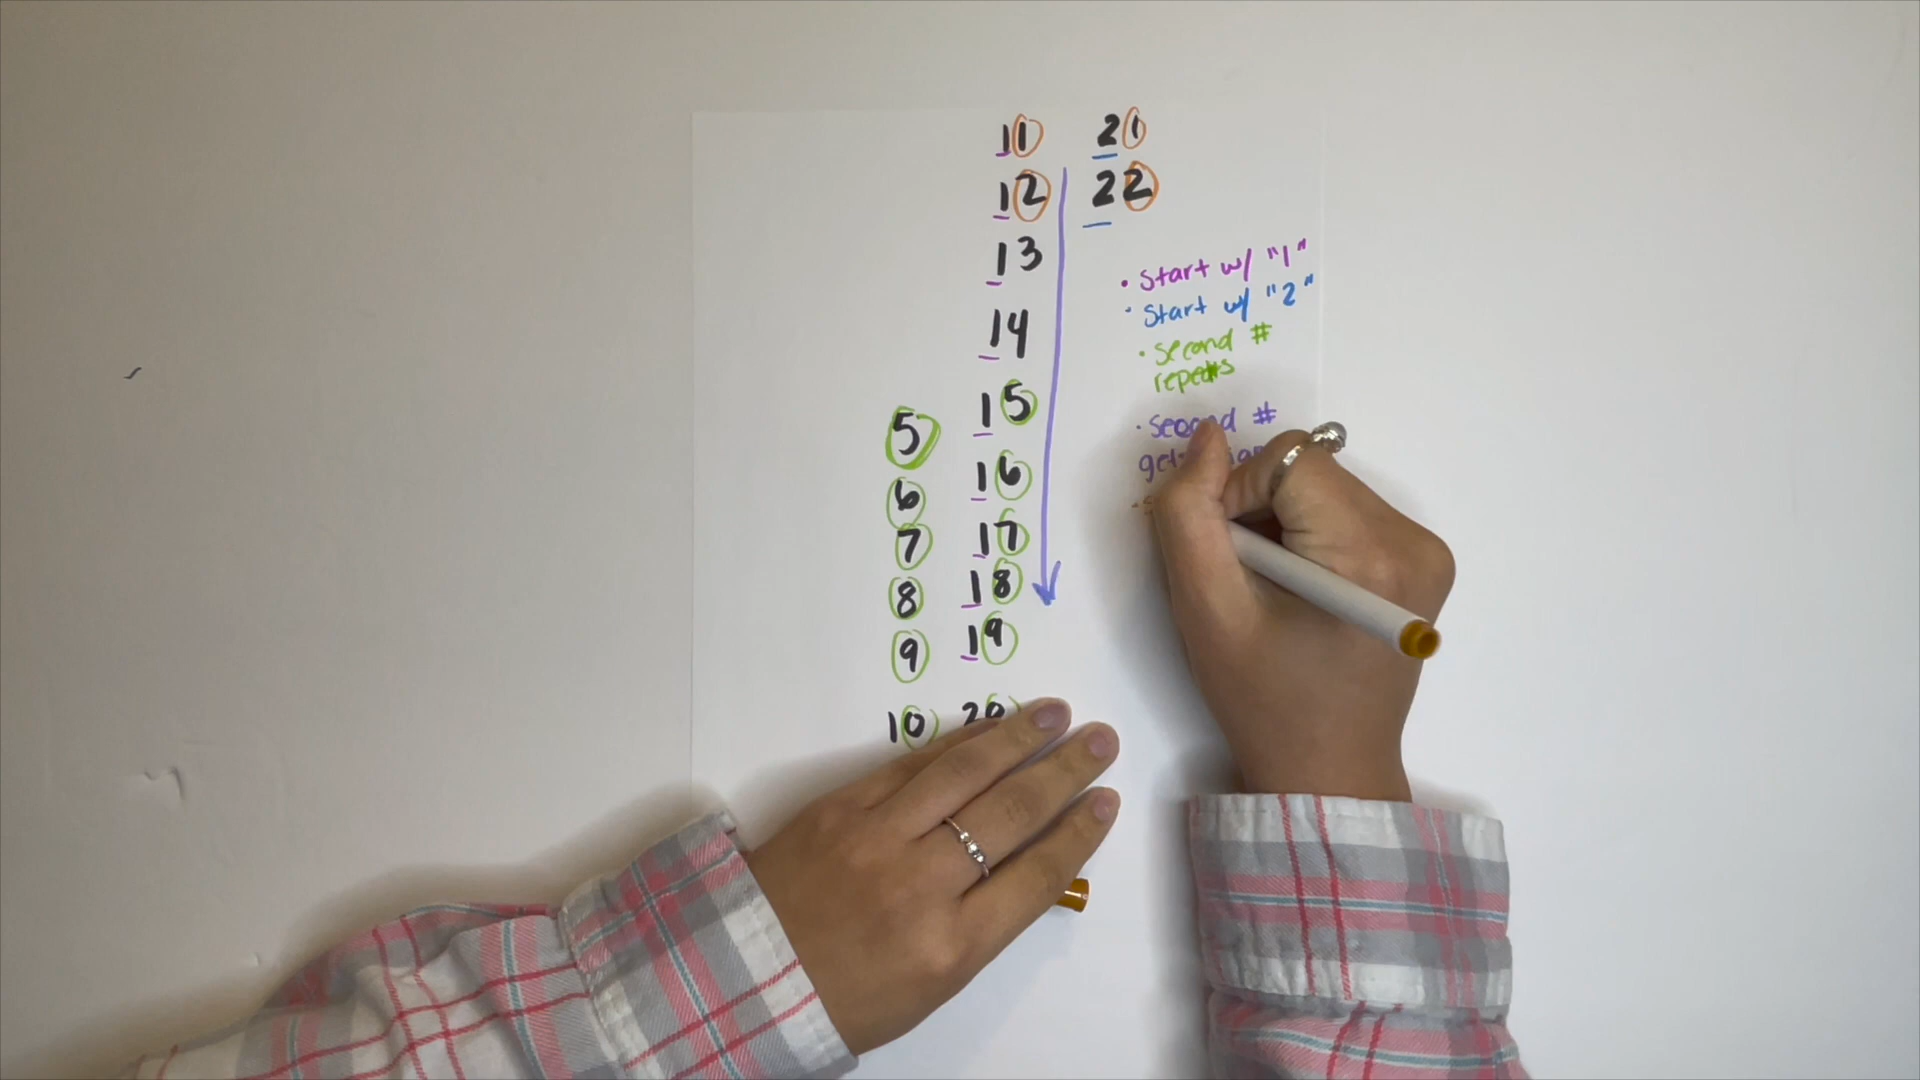 11 21
12 22
13
14
5 15
6 16
7 17
8 18
9 19
10 20
• Start w/ "1"
• Start w/ "2"
• Second #
repeats
• Second #